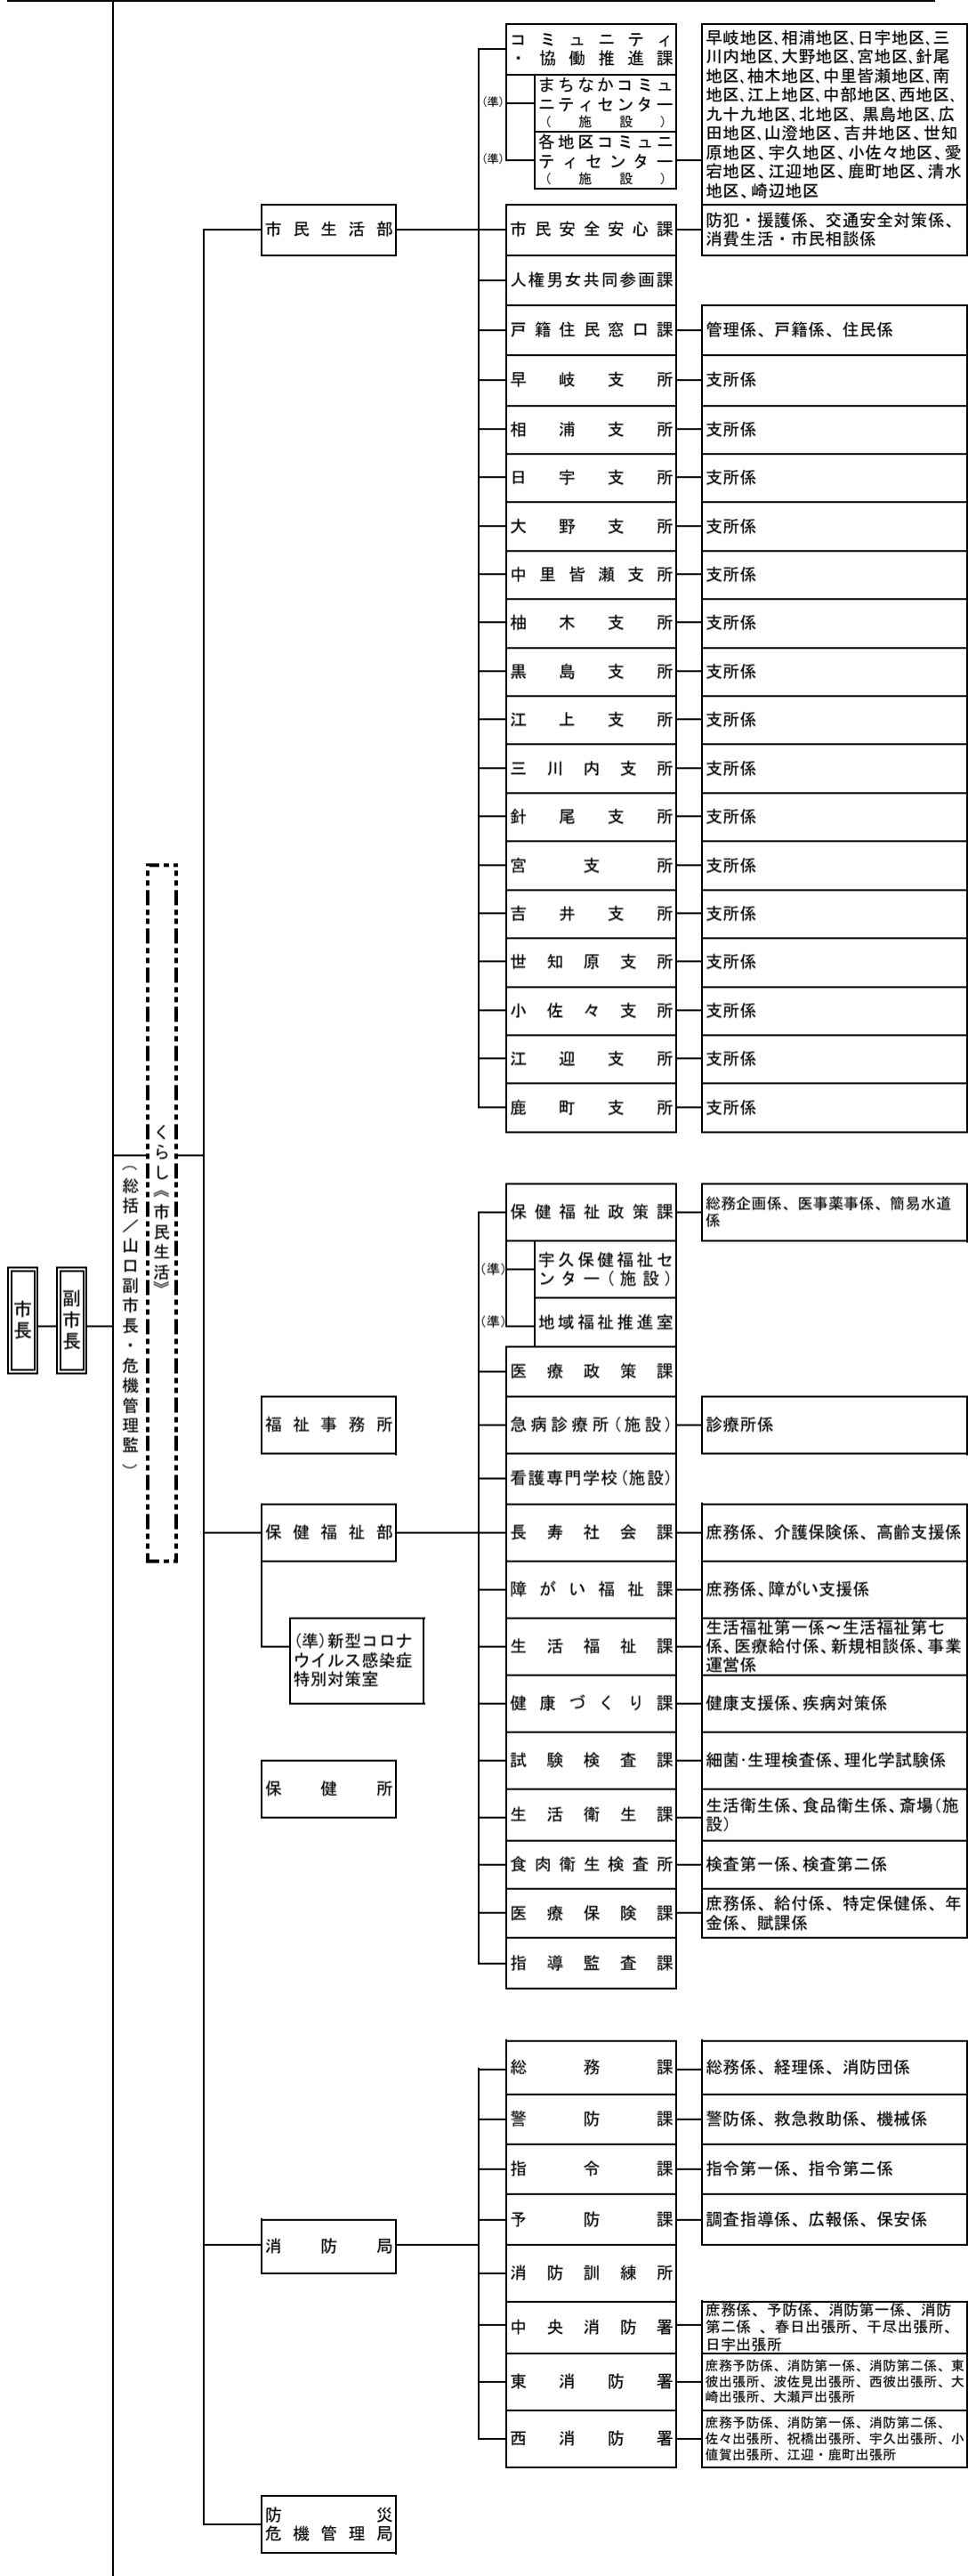 コミュニティ
・協働推進課
(準)
まちなかコミュ
ニティセンター
(施設)
(準)
各地区コミュニ
ティセンター
(施設)
早岐地区、相浦地区、日宇地区、三
川内地区、大野地区、宮地区、針尾
地区、柚木地区、中里皆瀬地区、南
地区、江上地区、中部地区、西地区、
九十九地区、北地区、黒島地区、広
田地区、山澄地区、吉井地区、世知
原地区、宇久地区、小佐々地区、愛
宕地区、江迎地区、鹿町地区、清水
地区、崎辺地区
市民生活部
市民安全安心課
防犯・援護係、交通安全対策係、
消費生活・市民相談係
人権男女共同参画課
戸籍住民窓口課
管理係、戸籍係、住民係
早岐支所
支所係
相浦支所
支所係
日宇支所
支所係
大野支所
支所係
中里皆瀬支所
支所係
柚木支所
支所係
黒島支所
支所係
江上支所
支所係
三川内支所
支所係
針尾支所
支所係
宮支所
支所係
吉井支所
支所係
世知原支所
支所係
小佐々支所
支所係
江迎支所
支所係
鹿町支所
支所係
市長
副市長
くらし《市民生活》
(総括/山口副市長・危機管理監)
保健福祉政策課
総務企画係、医事薬事係、簡易水道
係
(準)
宇久保健福祉セ
ンター(施設)
(準)
地域福祉推進室
医療政策課
福祉事務所
急病診療所(施設)
診療所係
看護専門学校(施設)
保健福祉部
長寿社会課
庶務係、介護保険係、高齢支援係
障がい福祉課
庶務係、障がい支援係
(準)新型コロナ
ウイルス感染症
特別対策室
生活福祉課
生活福祉第一係～生活福祉第七
係、医療給付係、新規相談係、事業
運営係
健康づくり課
健康支援係、疾病対策係
保健所
試験検査課
細菌・生理検査係、理化学試験係
生活衛生課
生活衛生係、食品衛生係、斎場(施
設)
食肉衛生検査所
検査第一係、検査第二係
医療保険課
庶務係、給付係、特定保健係、年
金係、賦課係
指導監査課
総務課
総務係、経理係、消防団係
警防課
警防係、救急救助係、機械係
指令課
指令第一係、指令第二係
消防局
予防課
調査指導係、広報係、保安係
消防訓練所
中央消防署
庶務係、予防係、消防第一係、消防
第二係 、春日出張所、干尽出張所、
日宇出張所
東消防署
庶務予防係、消防第一係、消防第二係、東
彼出張所、波佐見出張所、西彼出張所、大
崎出張所、大瀬戸出張所
西消防署
庶務予防係、消防第一係、消防第二係、
佐々出張所、祝橋出張所、宇久出張所、小
値賀出張所、江迎・鹿町出張所
防災
危機管理局